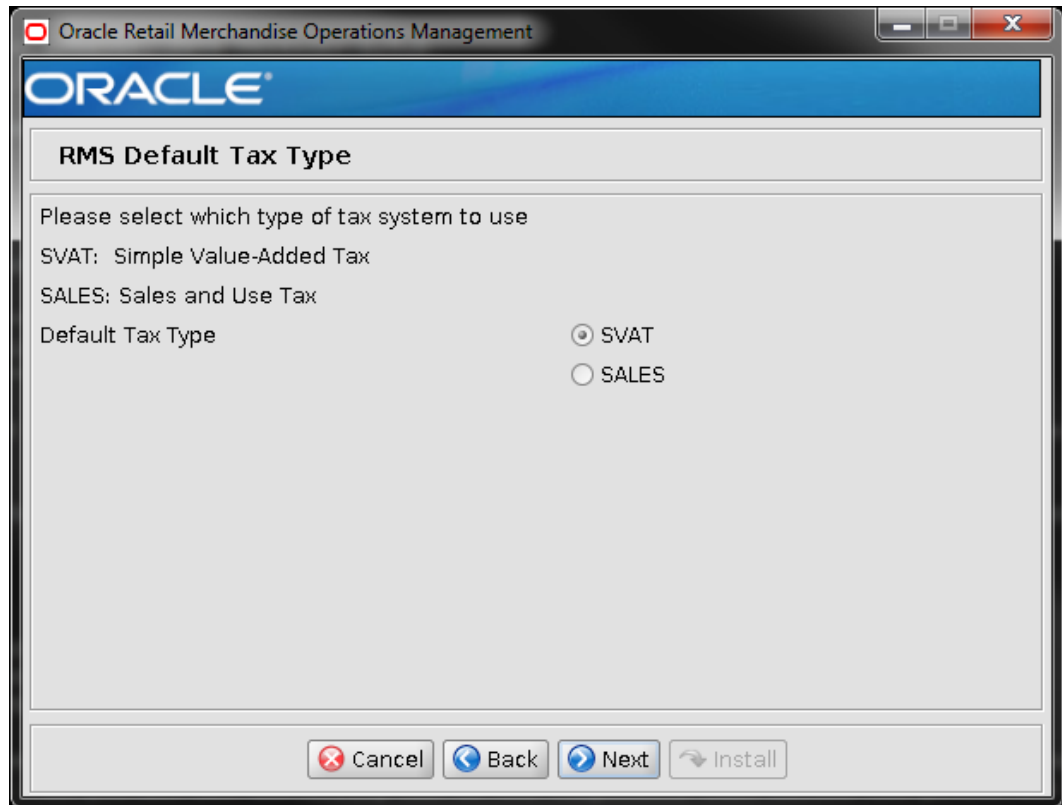 Oracle Retail Merchandise Operations Management
ORACLE®
RMS Default Tax Type
Please select which type of tax system to use
SVAT: Simple Value-Added Tax
SALES: Sales and Use Tax
Default Tax Type SVAT
SALES
Cancel Back Next Install